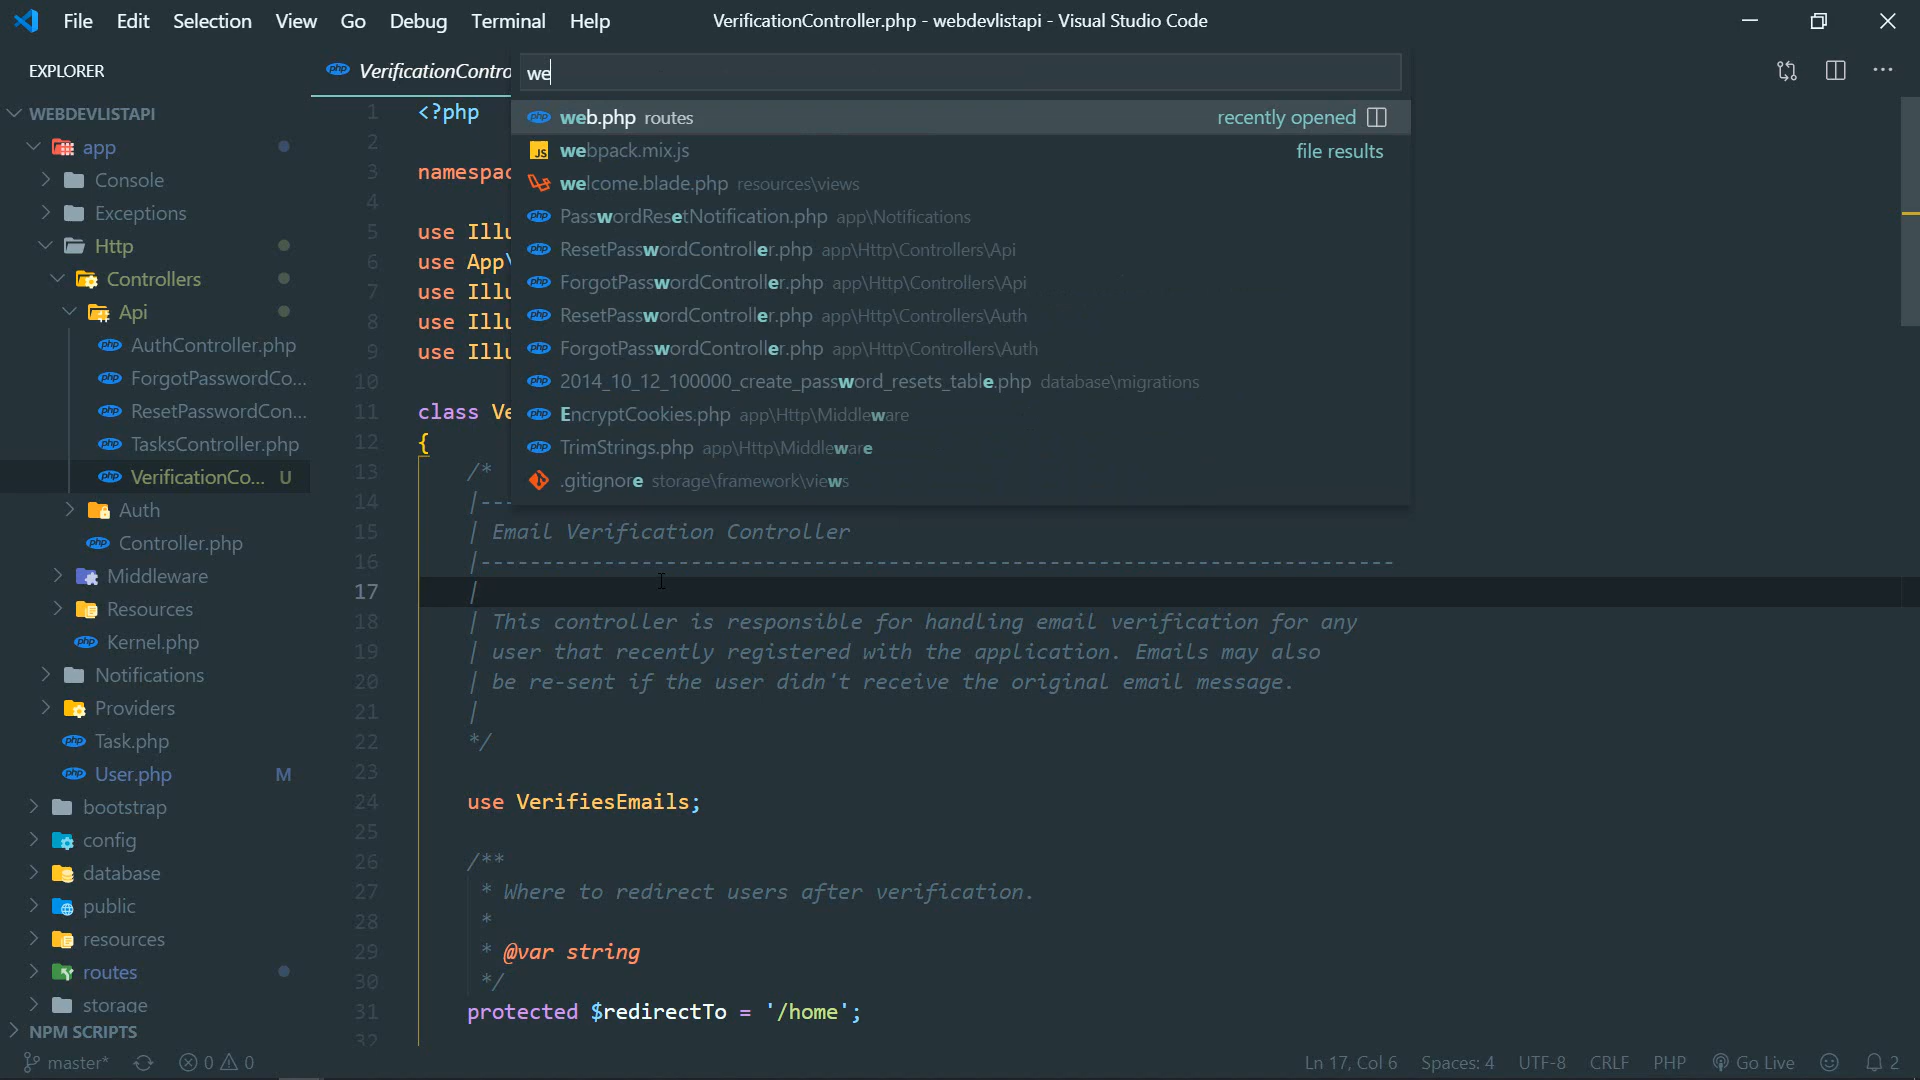 File Edit Selection View Go Debug Terminal Help VerificationController.php - webdevlistapi - Visual Studio Code
EXPLORER
WEBDEVLISTAPI
app
Console
Exceptions
Http
Controllers
Api
AuthController.php
ForgotPasswordCo...
ResetPasswordCon...
TasksController.php
VerificationCo... U
Auth
Controller.php
Middleware
Resources
Kernel.php
Notifications
Providers
Task.php
User.php M
bootstrap
config
database
public
resources
routes
storage
NPM SCRIPTS
php VerificationContro
we
php web.php routes recently opened
JS webpack.mix.js file results
welcome.blade.php resources\views
php PasswordResetNotification.php app\Notifications
php ResetPasswordController.php app\Http\Controllers\Api
php ForgotPasswordController.php app\Http\Controllers\Api
php ResetPasswordController.php app\Http\Controllers\Auth
php ForgotPasswordController.php app\Http\Controllers\Auth
php 2014_10_12_100000_create_password_resets_table.php database\migrations
php EncryptCookies.php app\Http\Middleware
php TrimStrings.php app\Http\Middleware
.gitignore storage\framework\views
1 <?php
2
3 namespac
4
5 use Illu
6 use App\
7 use Illu
8 use Illu
9 use Illu
10
11 class Ve
12 {
13 /*
14 |--
15 | Email Verification Controller
16 |--------------------------------------------------------------------------
17 |
18 | This controller is responsible for handling email verification for any
19 | user that recently registered with the application. Emails may also
20 | be re-sent if the user didn't receive the original email message.
21 |
22 */
23
24 use VerifiesEmails;
25
26 /**
27 * Where to redirect users after verification.
28 *
29 * @var string
30 */
31 protected $redirectTo = '/home';
32
master* 0 0 Ln 17, Col 6 Spaces: 4 UTF-8 CRLF PHP Go Live 2